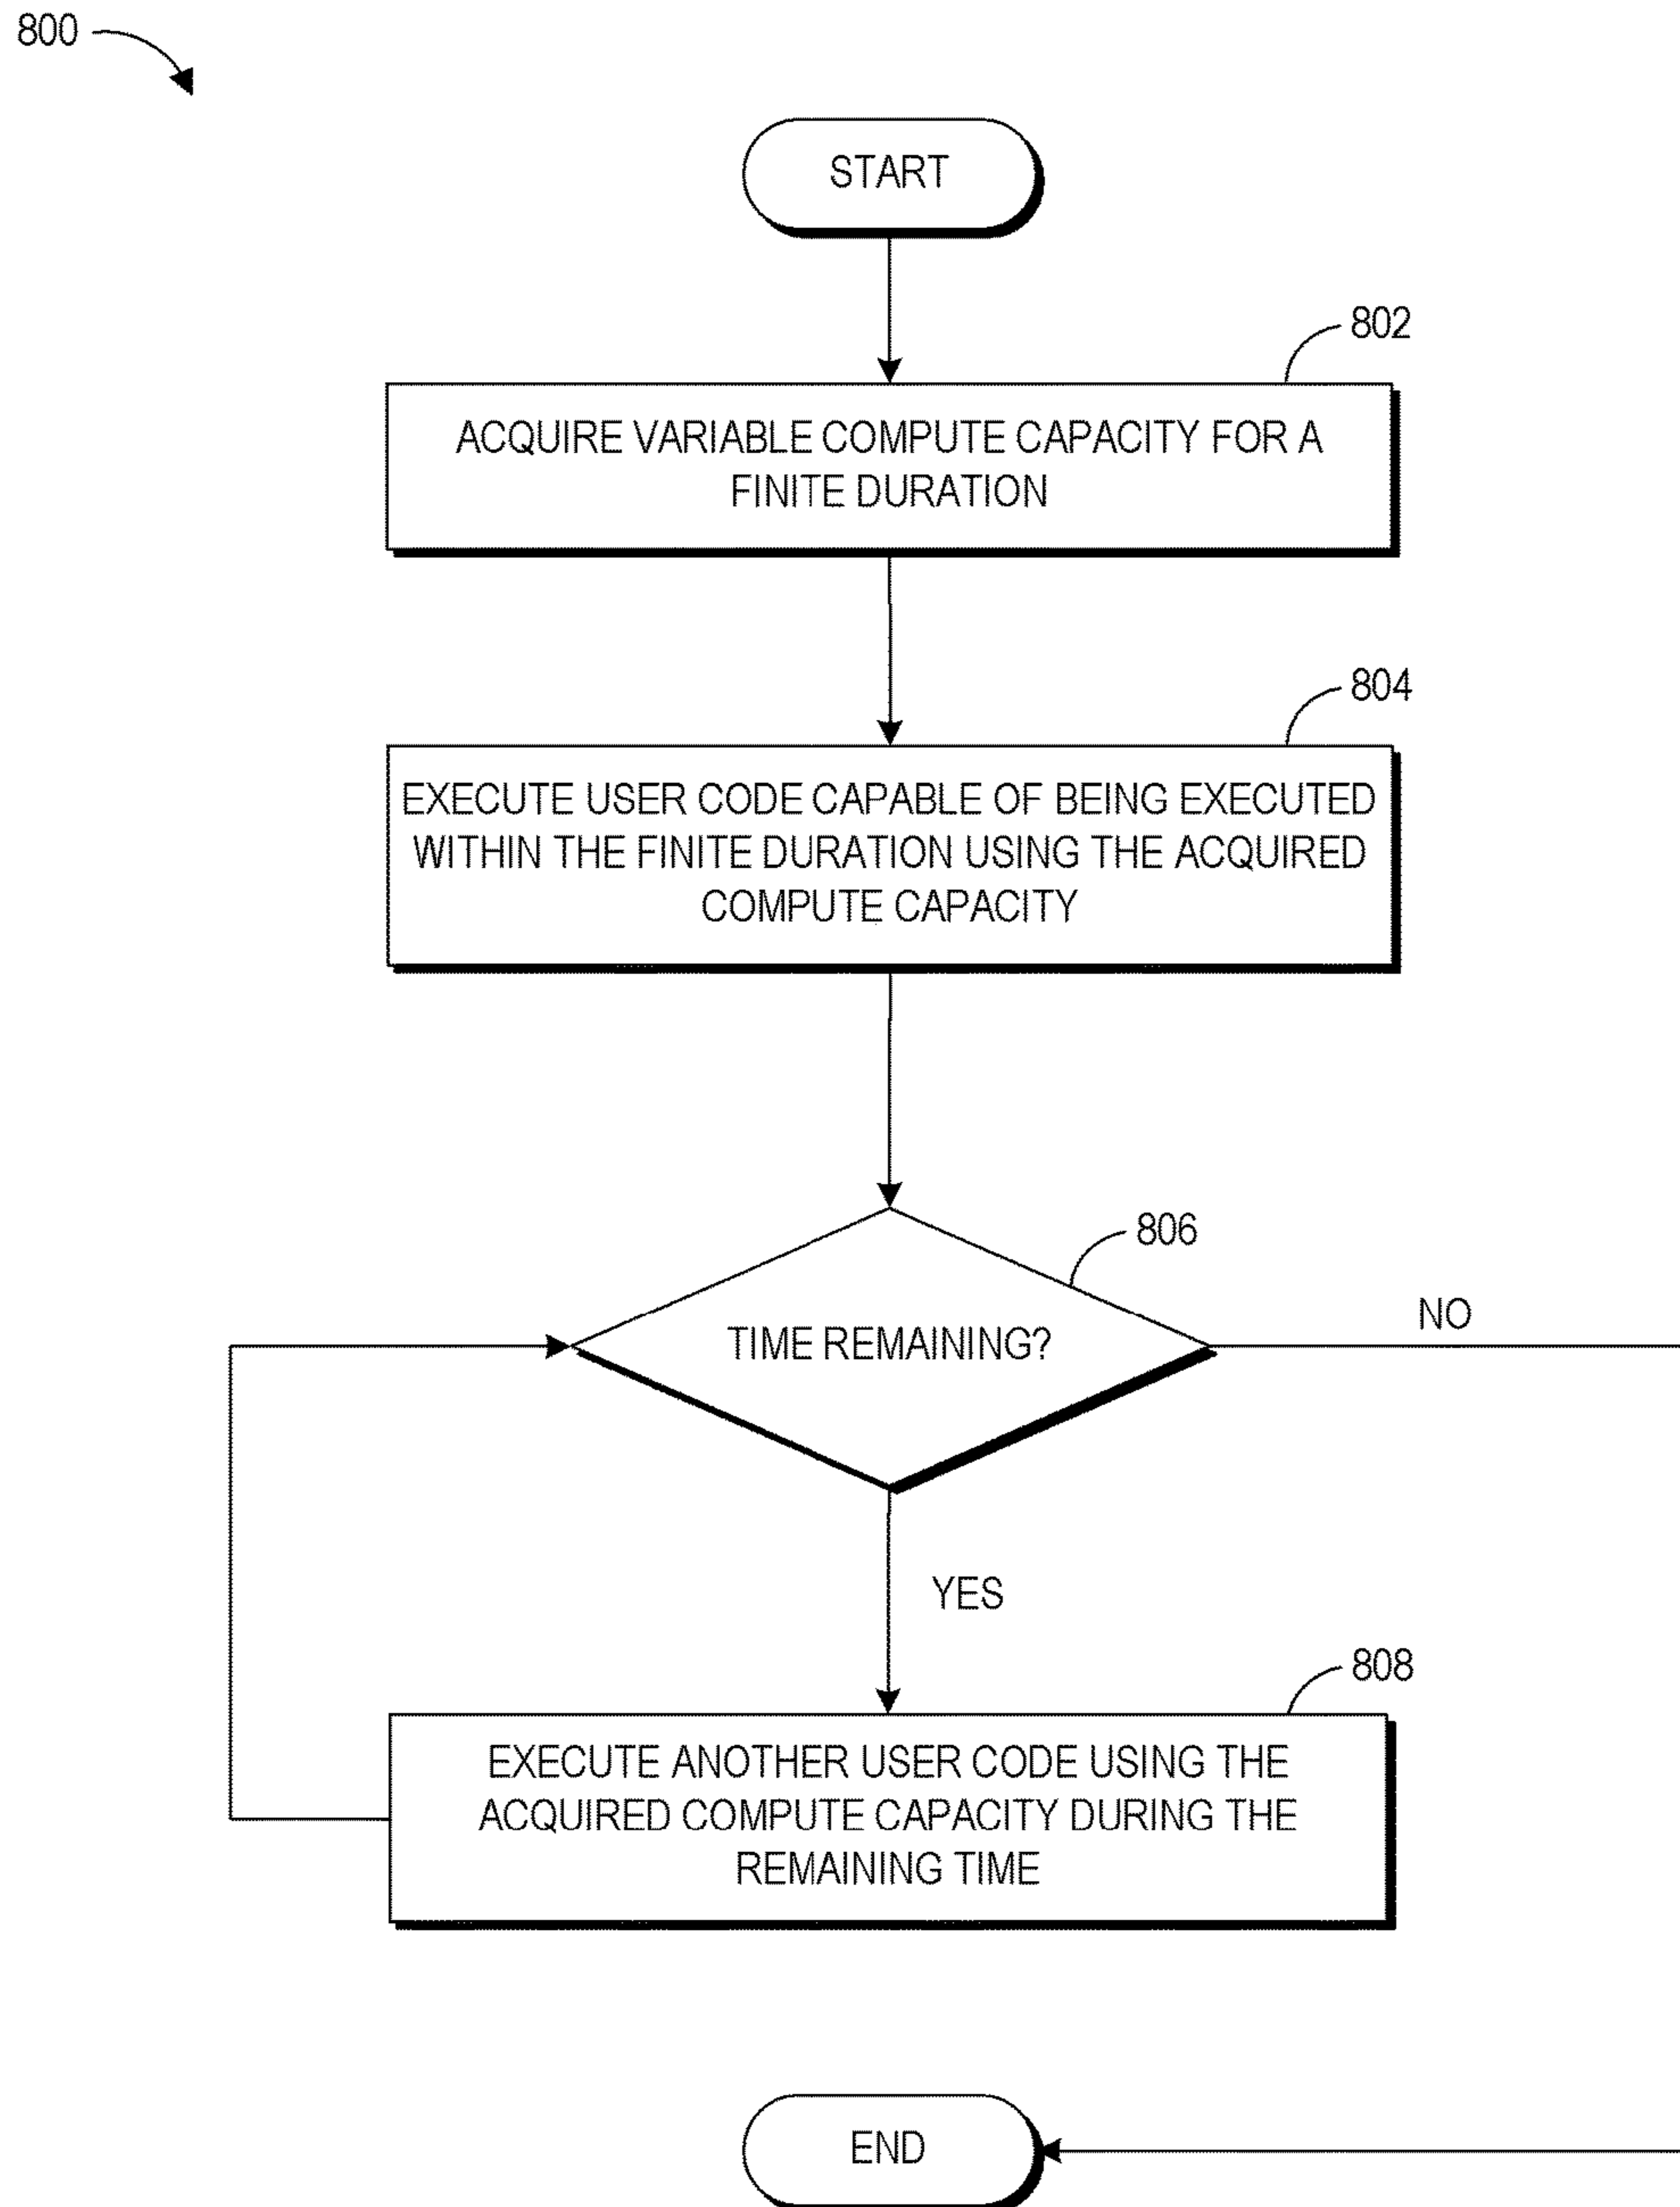 800
START
802
ACQUIRE VARIABLE COMPUTE CAPACITY FOR A
FINITE DURATION
804
EXECUTE USER CODE CAPABLE OF BEING EXECUTED
WITHIN THE FINITE DURATION USING THE ACQUIRED
COMPUTE CAPACITY
806
TIME REMAINING?
NO
YES
808
EXECUTE ANOTHER USER CODE USING THE
ACQUIRED COMPUTE CAPACITY DURING THE
REMAINING TIME
END